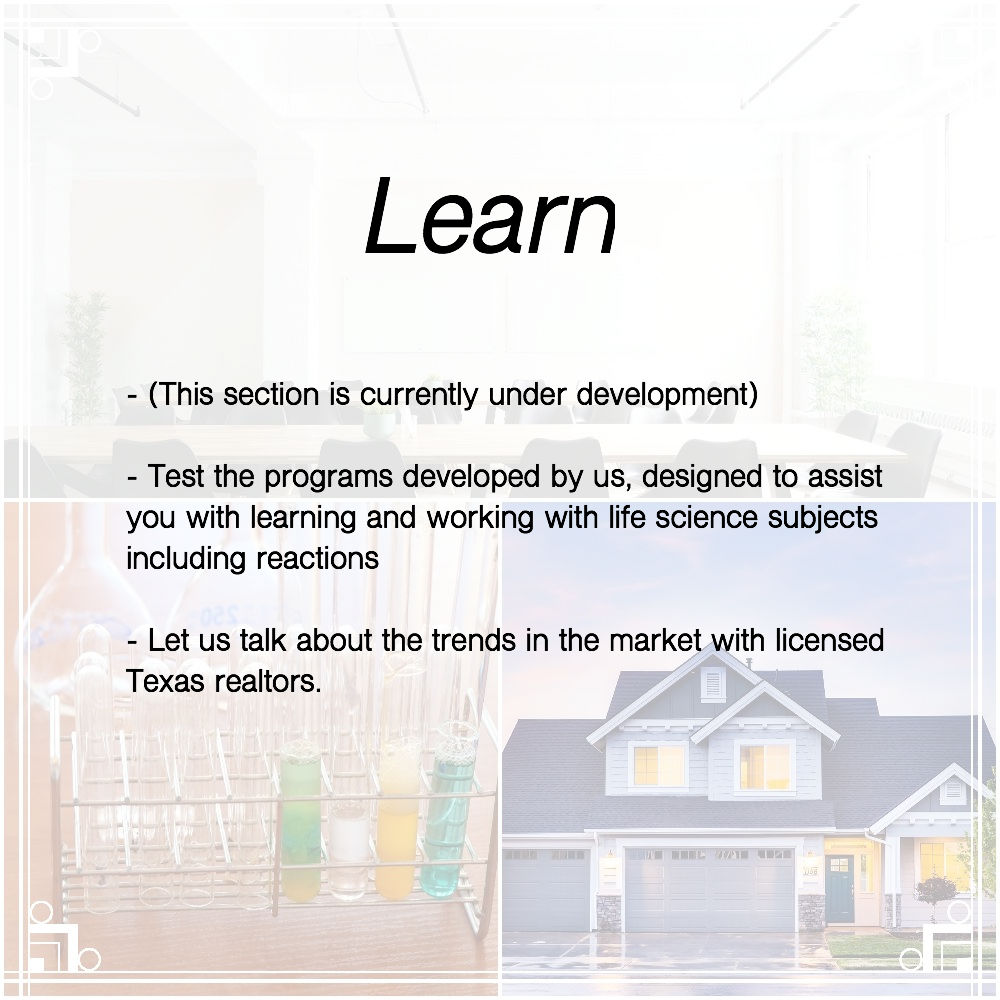 Learn
- (This section is currently under development)
- Test the programs developed by us, designed to assist
you with learning and working with life science subjects
including reactions
- Let us talk about the trends in the market with licensed
Texas realtors.
250